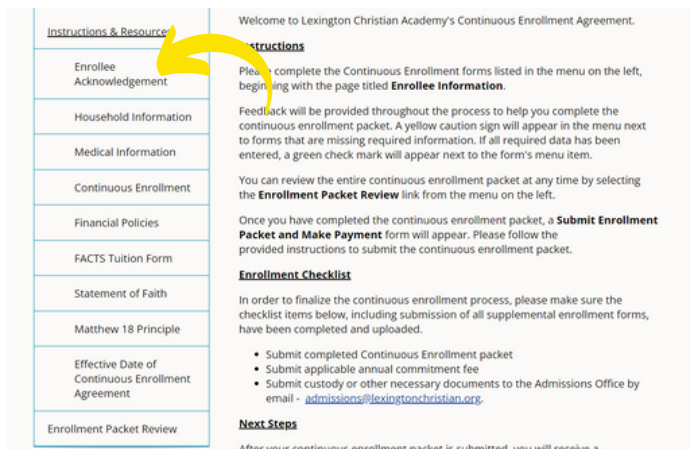 Instructions & Resources
Enrollee
Acknowledgement
Household Information
Medical Information
Continuous Enrollment
Financial Policies
FACTS Tuition Form
Statement of Faith
Matthew 18 Principle
Effective Date of
Continuous Enrollment
Agreement
Enrollment Packet Review
Welcome to Lexington Christian Academy's Continuous Enrollment Agreement.
Instructions
Please complete the Continuous Enrollment forms listed in the menu on the left,
beginning with the page titled Enrollee Information.
Feedback will be provided throughout the process to help you complete the
continuous enrollment packet. A yellow caution sign will appear in the menu next
to forms that are missing required information. If all required data has been
entered, a green check mark will appear next to the form's menu item.
You can review the entire continuous enrollment packet at any time by selecting
the Enrollment Packet Review link from the menu on the left.
Once you have completed the continuous enrollment packet, a Submit Enrollment
Packet and Make Payment form will appear. Please follow the
provided instructions to submit the continuous enrollment packet.
Enrollment Checklist
In order to finalize the continuous enrollment process, please make sure the
checklist items below, including submission of all supplemental enrollment forms,
have been completed and uploaded.
• Submit completed Continuous Enrollment packet
• Submit applicable annual commitment fee
• Submit custody or other necessary documents to the Admissions Office by
email - admissions@lexingtonchristian.org.
Next Steps
After your continuous enrollment packet is submitted, you will receive a